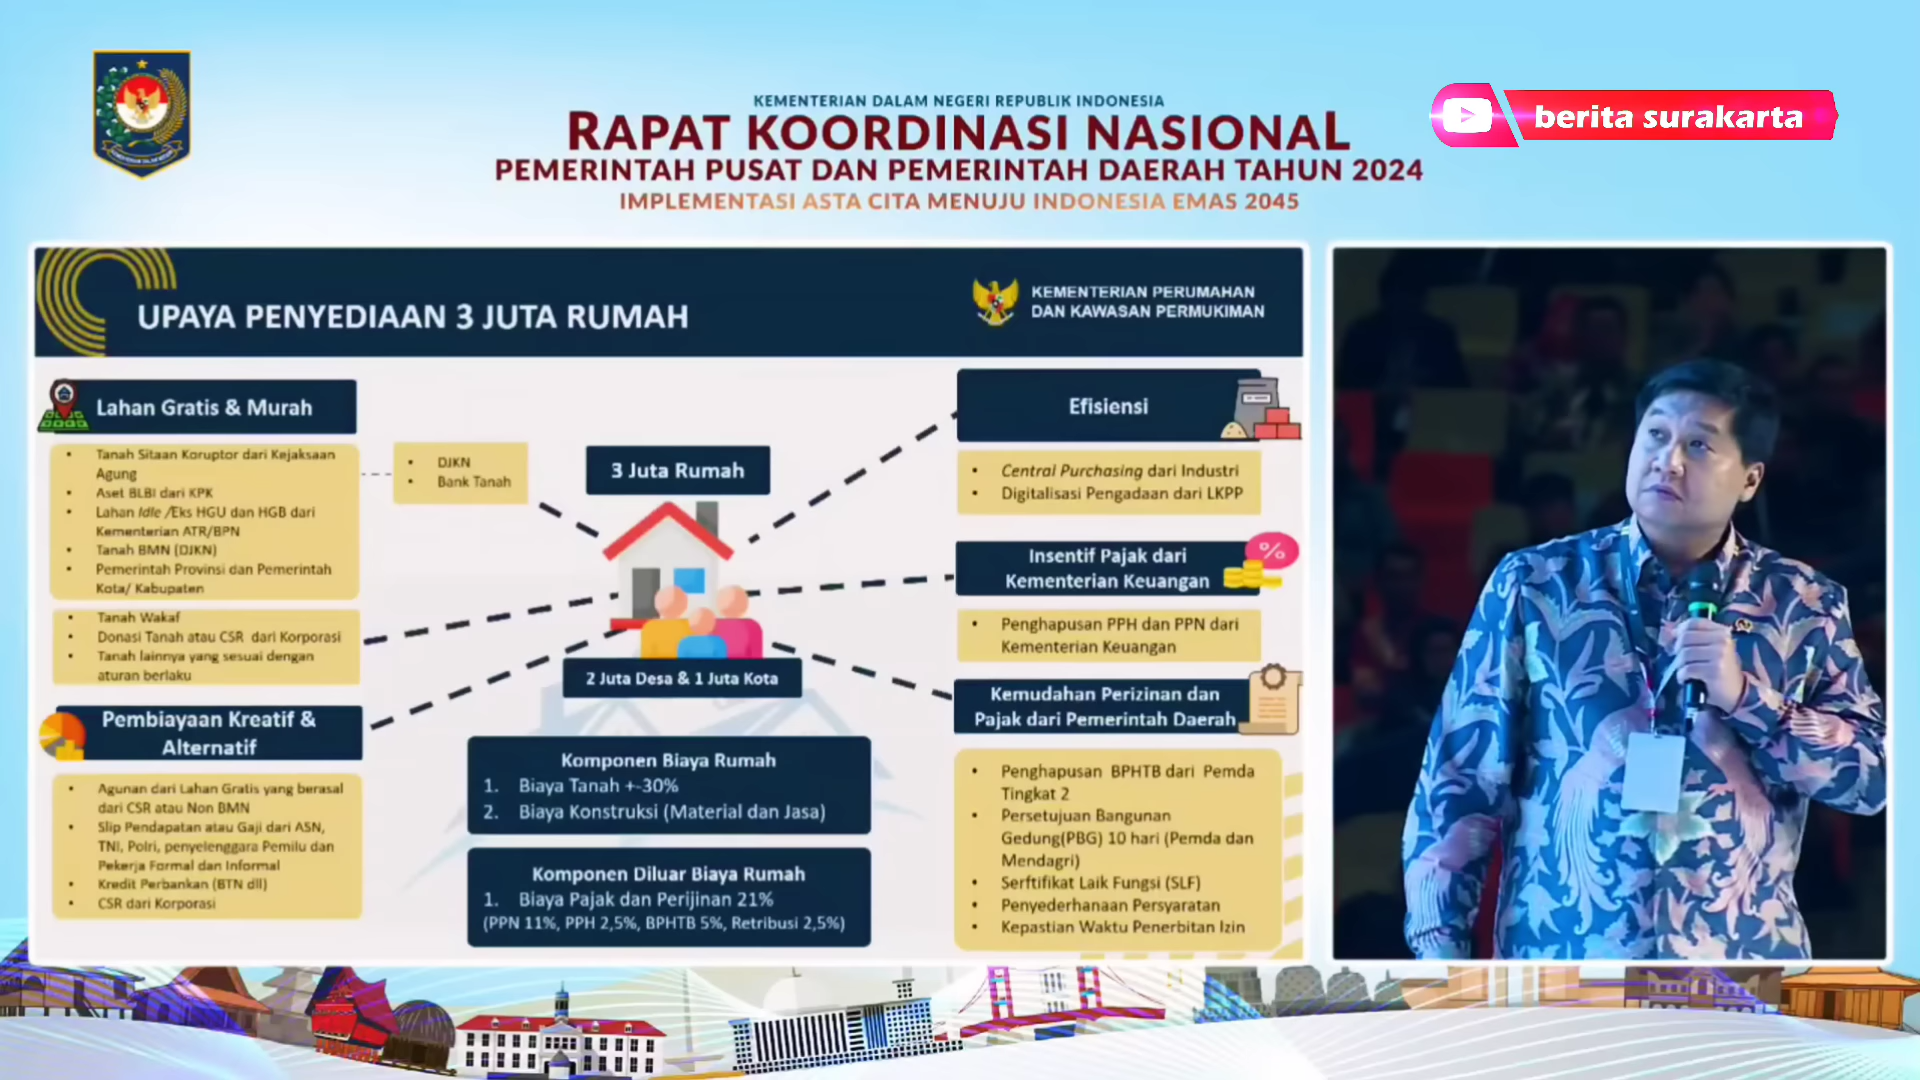 KEMENTERIAN DALAM NEGERI REPUBLIK INDONESIA
RAPAT KOORDINASI NASIONAL
PEMERINTAH PUSAT DAN PEMERINTAH DAERAH TAHUN 2024
IMPLEMENTASI ASTA CITA MENUJU INDONESIA EMAS 2045
berita surakarta
UPAYA PENYEDIAAN 3 JUTA RUMAH
KEMENTERIAN PERUMAHAN
DAN KAWASAN PERMUKIMAN
Lahan Gratis & Murah
• Tanah Sitaan Koruptor dari Kejaksaan
Agung
• Aset BLBI dari KPK
• Lahan Idle /Eks HGU dan HGB dari
Kementerian ATR/BPN
• Tanah BMN (DJKN)
• Pemerintah Provinsi dan Pemerintah
Kota/ Kabupaten
• DJKN
• Bank Tanah
• Tanah Wakaf
• Donasi Tanah atau CSR dari Korporasi
• Tanah lainnya yang sesuai dengan
aturan berlaku
Pembiayaan Kreatif &
Alternatif
• Agunan dari Lahan Gratis yang berasal
dari CSR atau Non BMN
• Slip Pendapatan atau Gaji dari ASN,
TNI, Polri, penyelenggara Pemilu dan
Pekerja Formal dan Informal
• Kredit Perbankan (BTN dll)
• CSR dari Korporasi
3 Juta Rumah
2 Juta Desa & 1 Juta Kota
Komponen Biaya Rumah
1. Biaya Tanah +-30%
2. Biaya Konstruksi (Material dan Jasa)
Komponen Diluar Biaya Rumah
1. Biaya Pajak dan Perijinan 21%
(PPN 11%, PPH 2,5%, BPHTB 5%, Retribusi 2,5%)
Efisiensi
• Central Purchasing dari Industri
• Digitalisasi Pengadaan dari LKPP
Insentif Pajak dari
Kementerian Keuangan
%
• Penghapusan PPH dan PPN dari
Kementerian Keuangan
Kemudahan Perizinan dan
Pajak dari Pemerintah Daerah
• Penghapusan BPHTB dari Pemda
Tingkat 2
• Persetujuan Bangunan
Gedung(PBG) 10 hari (Pemda dan
Mendagri)
• Serftifikat Laik Fungsi (SLF)
• Penyederhanaan Persyaratan
• Kepastian Waktu Penerbitan Izin